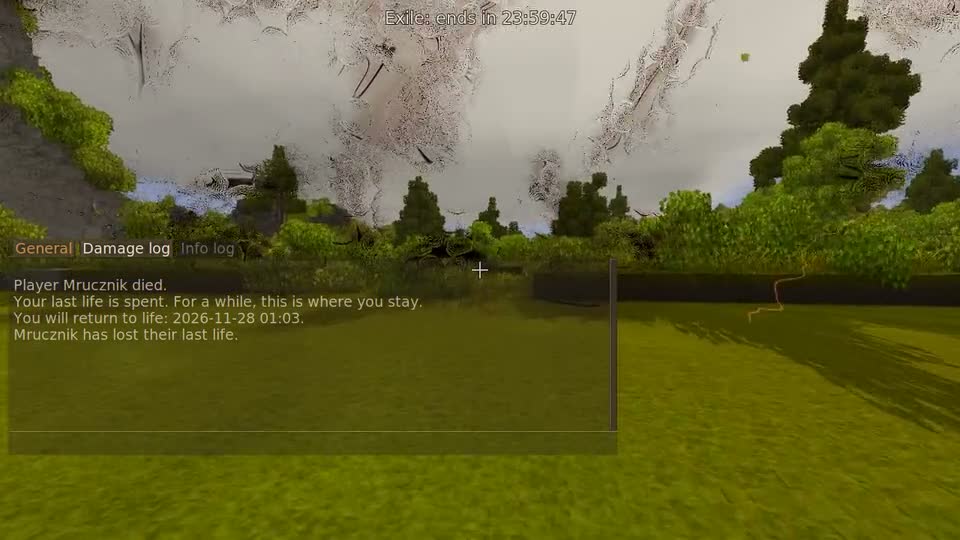 Exile: ends in 23:59:47
General Damage log Info log
Player Mrucznik died.
Your last life is spent. For a while, this is where you stay.
You will return to life: 2026-11-28 01:03.
Mrucznik has lost their last life.